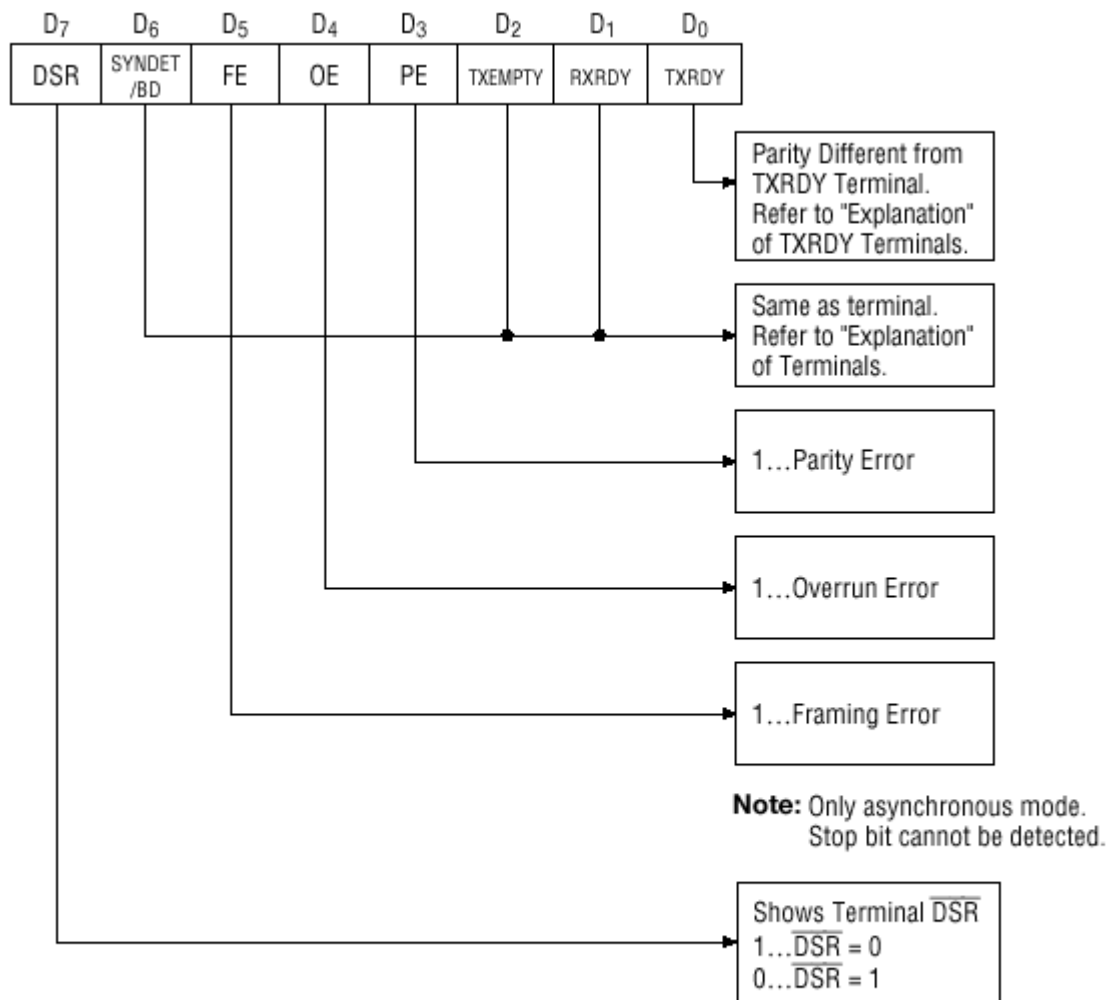 D7 D6 D5 D4 D3 D2 D1 D0
DSR SYNDET /BD FE OE PE TXEMPTY RXRDY TXRDY
Parity Different from
TXRDY Terminal.
Refer to "Explanation"
of TXRDY Terminals.
Same as terminal.
Refer to "Explanation"
of Terminals.
1...Parity Error
1...Overrun Error
1...Framing Error
Note: Only asynchronous mode.
Stop bit cannot be detected.
Shows Terminal D̅S̅R̅
1...D̅S̅R̅ = 0
0...D̅S̅R̅ = 1